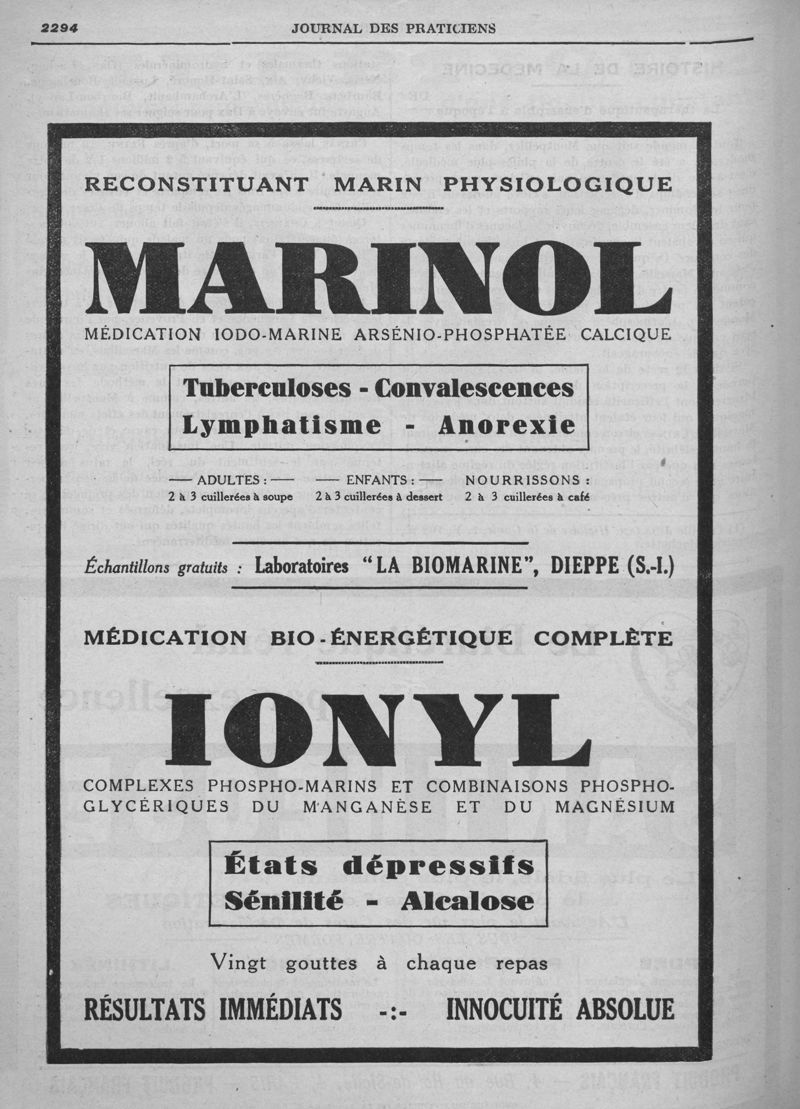 2294
JOURNAL DES PRATICIENS
RECONSTITUANT MARIN PHYSIOLOGIQUE
MARINOL
MÉDICATION IODO-MARINE ARSÉNIO-PHOSPHATÉE CALCIQUE
Tuberculoses - Convalescences
Lymphatisme - Anorexie
— ADULTES : — — ENFANTS : — NOURRISSONS :
2 à 3 cuillerées à soupe 2 à 3 cuillerées à dessert 2 à 3 cuillerées à café
Échantillons gratuits : Laboratoires "LA BIOMARINE", DIEPPE (S.-I.)
MÉDICATION BIO-ÉNERGÉTIQUE COMPLÈTE
IONYL
COMPLEXES PHOSPHO-MARINS ET COMBINAISONS PHOSPHO-
GLYCÉRIQUES DU MANGANÈSE ET DU MAGNÉSIUM
États dépressifs
Sénilité - Alcalose
Vingt gouttes à chaque repas
RÉSULTATS IMMÉDIATS -:- INNOCUITÉ ABSOLUE